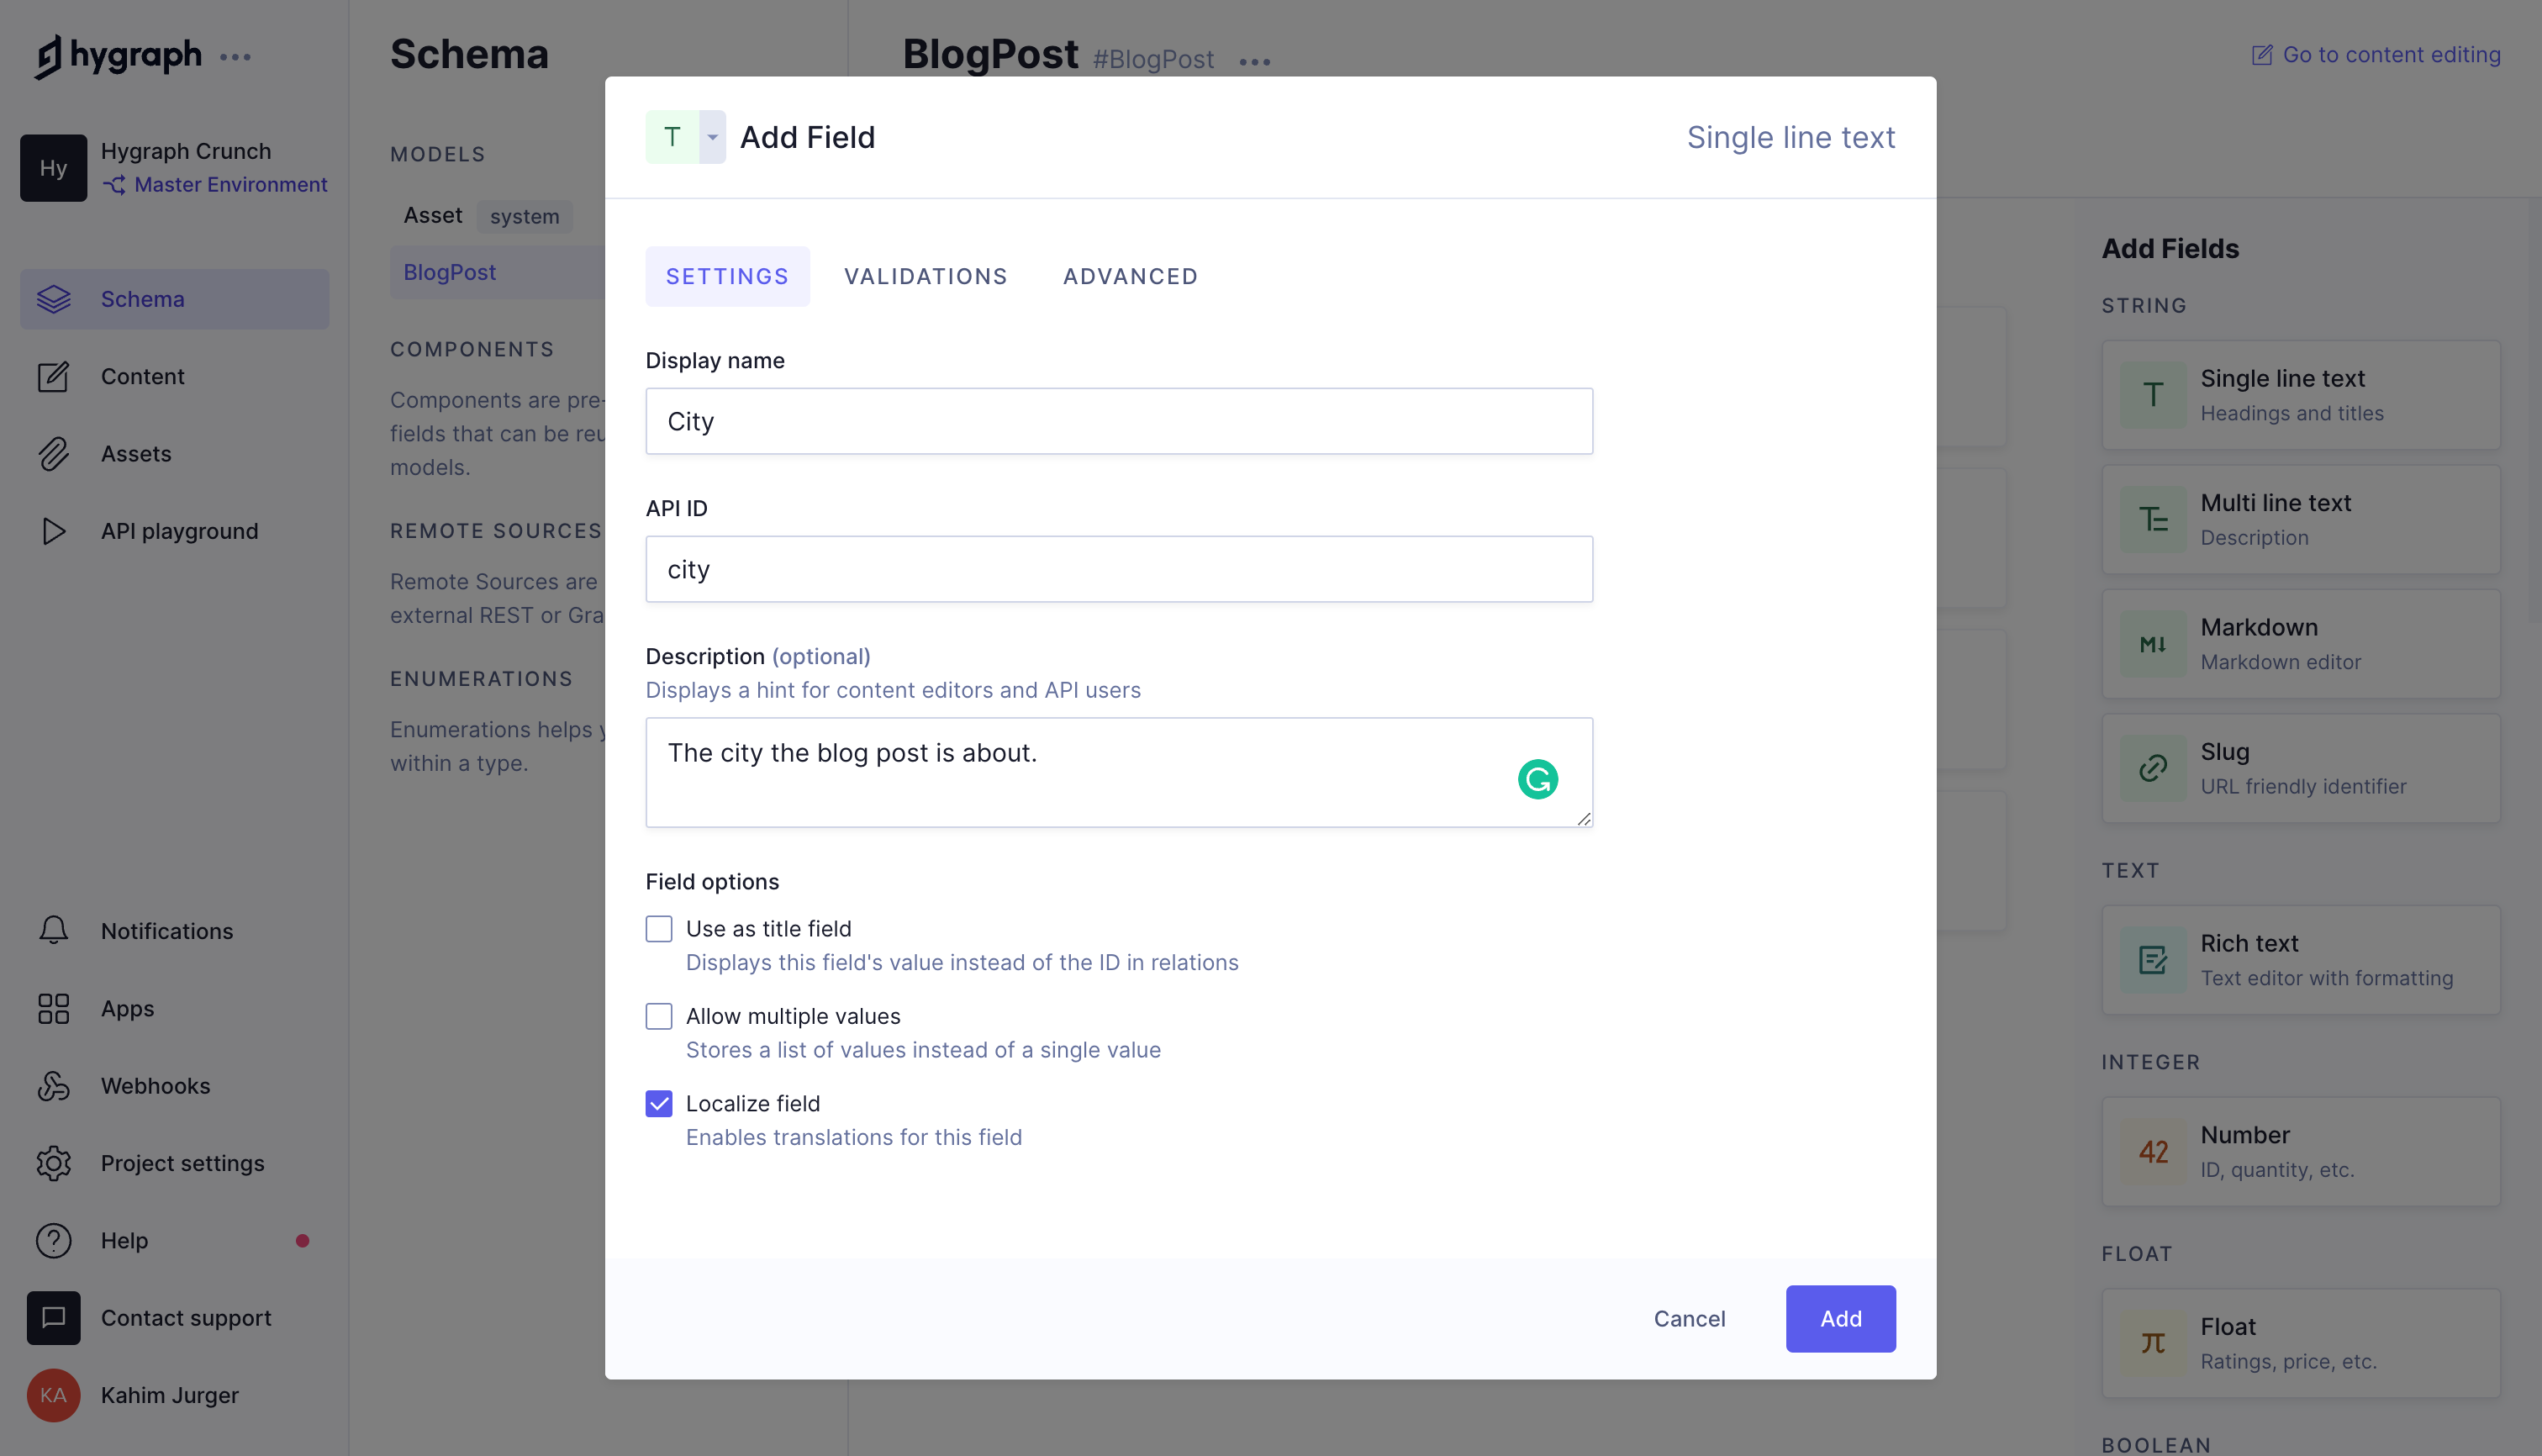 hygraph
Hy
Hygraph Crunch
Master Environment
Schema
Content
Assets
API playground
Notifications
Apps
Webhooks
Project settings
Help
Contact support
KA
Kahim Jurger
Schema
MODELS
Asset system
BlogPost
COMPONENTS
Components are pre-
fields that can be
models.
REMOTE SOURCES
Remote Sources are
external REST or
ENUMERATIONS
Enumerations helps
within a type.
BlogPost #BlogPost
Go to content editing
T Add Field
Single line text
SETTINGS VALIDATIONS ADVANCED
Display name
City
API ID
city
Description (optional)
Displays a hint for content editors and API users
The city the blog post is about.
Field options
Use as title field
Displays this field's value instead of the ID in relations
Allow multiple values
Stores a list of values instead of a single value
Localize field
Enables translations for this field
Cancel
Add
Add Fields
STRING
T
Single line text
Headings and titles
Multi line text
Description
M↓
Markdown
Markdown editor
Slug
URL friendly identifier
TEXT
Rich text
Text editor with formatting
INTEGER
42
Number
ID, quantity, etc.
FLOAT
π
Float
Ratings, price, etc.
BOOLEAN